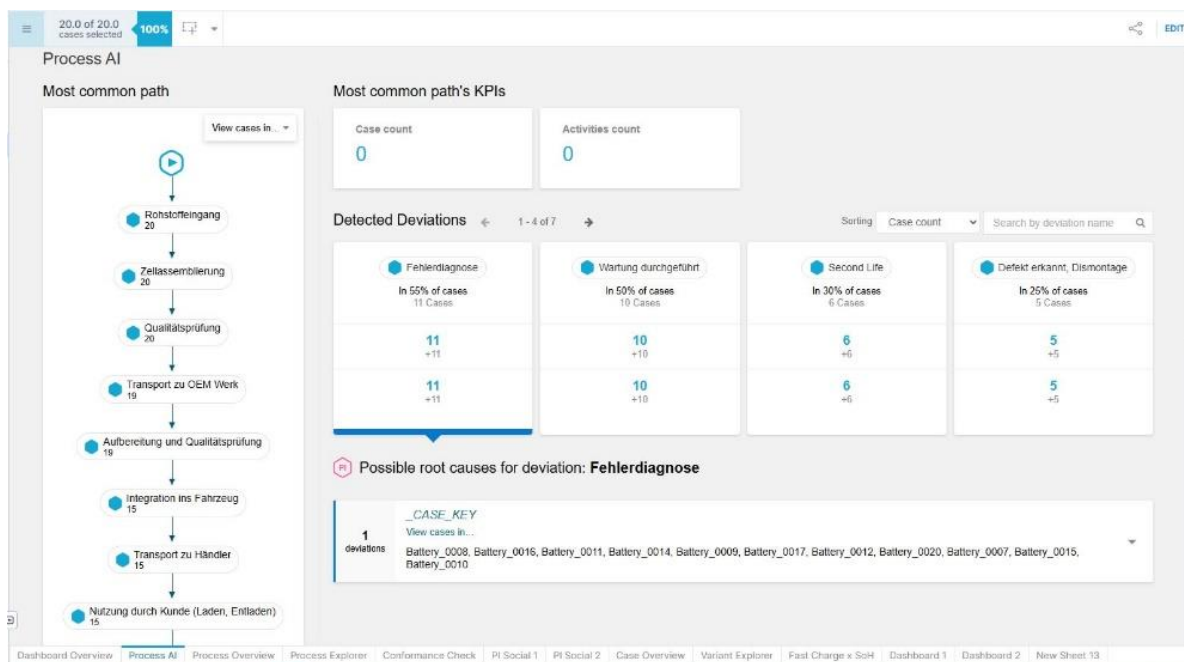 20.0 of 20.0
cases selected
100%
EDIT
Process AI
Most common path
Most common path's KPIs
View cases in...
Case count
0
Activities count
0
Rohstoffeingang
20
Zellassemblierung
20
Qualitätsprüfung
20
Transport zu OEM Werk
19
Aufbereitung und Qualitätsprüfung
19
Integration ins Fahrzeug
15
Transport zu Händler
15
Nutzung durch Kunde (Laden, Entladen)
15
Detected Deviations
1 - 4 of 7
Sorting
Case count
Search by deviation name
Fehlerdiagnose
In 55% of cases
11 Cases
11
+11
11
+11
Wartung durchgeführt
In 50% of cases
10 Cases
10
+10
10
+10
Second Life
In 30% of cases
6 Cases
6
+6
6
+6
Defekt erkannt, Dismontage
In 25% of cases
5 Cases
5
+5
5
+5
PI
Possible root causes for deviation: Fehlerdiagnose
1
deviations
_CASE_KEY
View cases in...
Battery_0008, Battery_0016, Battery_0011, Battery_0014, Battery_0009, Battery_0017, Battery_0012, Battery_0020, Battery_0007, Battery_0015,
Battery_0010
Dashboard Overview Process AI Process Overview Process Explorer Conformance Check PI Social 1 PI Social 2 Case Overview Variant Explorer Fast Charge x SoH Dashboard 1 Dashboard 2 New Sheet 13